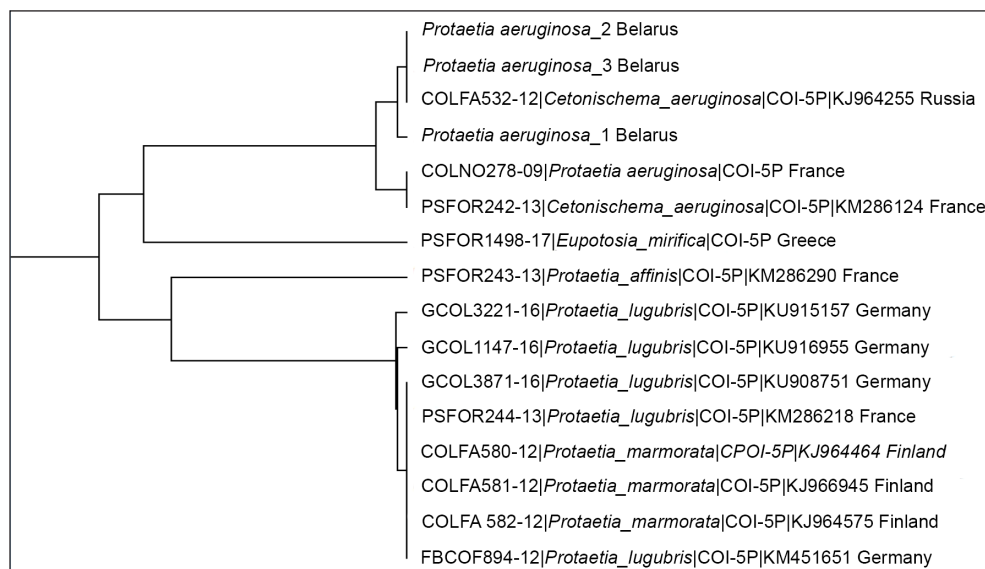 Protaetia aeruginosa_2 Belarus
Protaetia aeruginosa_3 Belarus
COLFA532-12|Cetonischema_aeruginosa|COI-5P|KJ964255 Russia
Protaetia aeruginosa_1 Belarus
COLNO278-09|Protaetia aeruginosa|COI-5P France
PSFOR242-13|Cetonischema_aeruginosa|COI-5P|KM286124 France
PSFOR1498-17|Eupotosia_mirifica|COI-5P Greece
PSFOR243-13|Protaetia_affinis|COI-5P|KM286290 France
GCOL3221-16|Protaetia_lugubris|COI-5P|KU915157 Germany
GCOL1147-16|Protaetia_lugubris|COI-5P|KU916955 Germany
GCOL3871-16|Protaetia_lugubris|COI-5P|KU908751 Germany
PSFOR244-13|Protaetia_lugubris|COI-5P|KM286218 France
COLFA580-12|Protaetia_marmorata|CPOI-5P|KJ964464 Finland
COLFA581-12|Protaetia_marmorata|COI-5P|KJ966945 Finland
COLFA 582-12|Protaetia_marmorata|COI-5P|KJ964575 Finland
FBCOF894-12|Protaetia_lugubris|COI-5P|KM451651 Germany